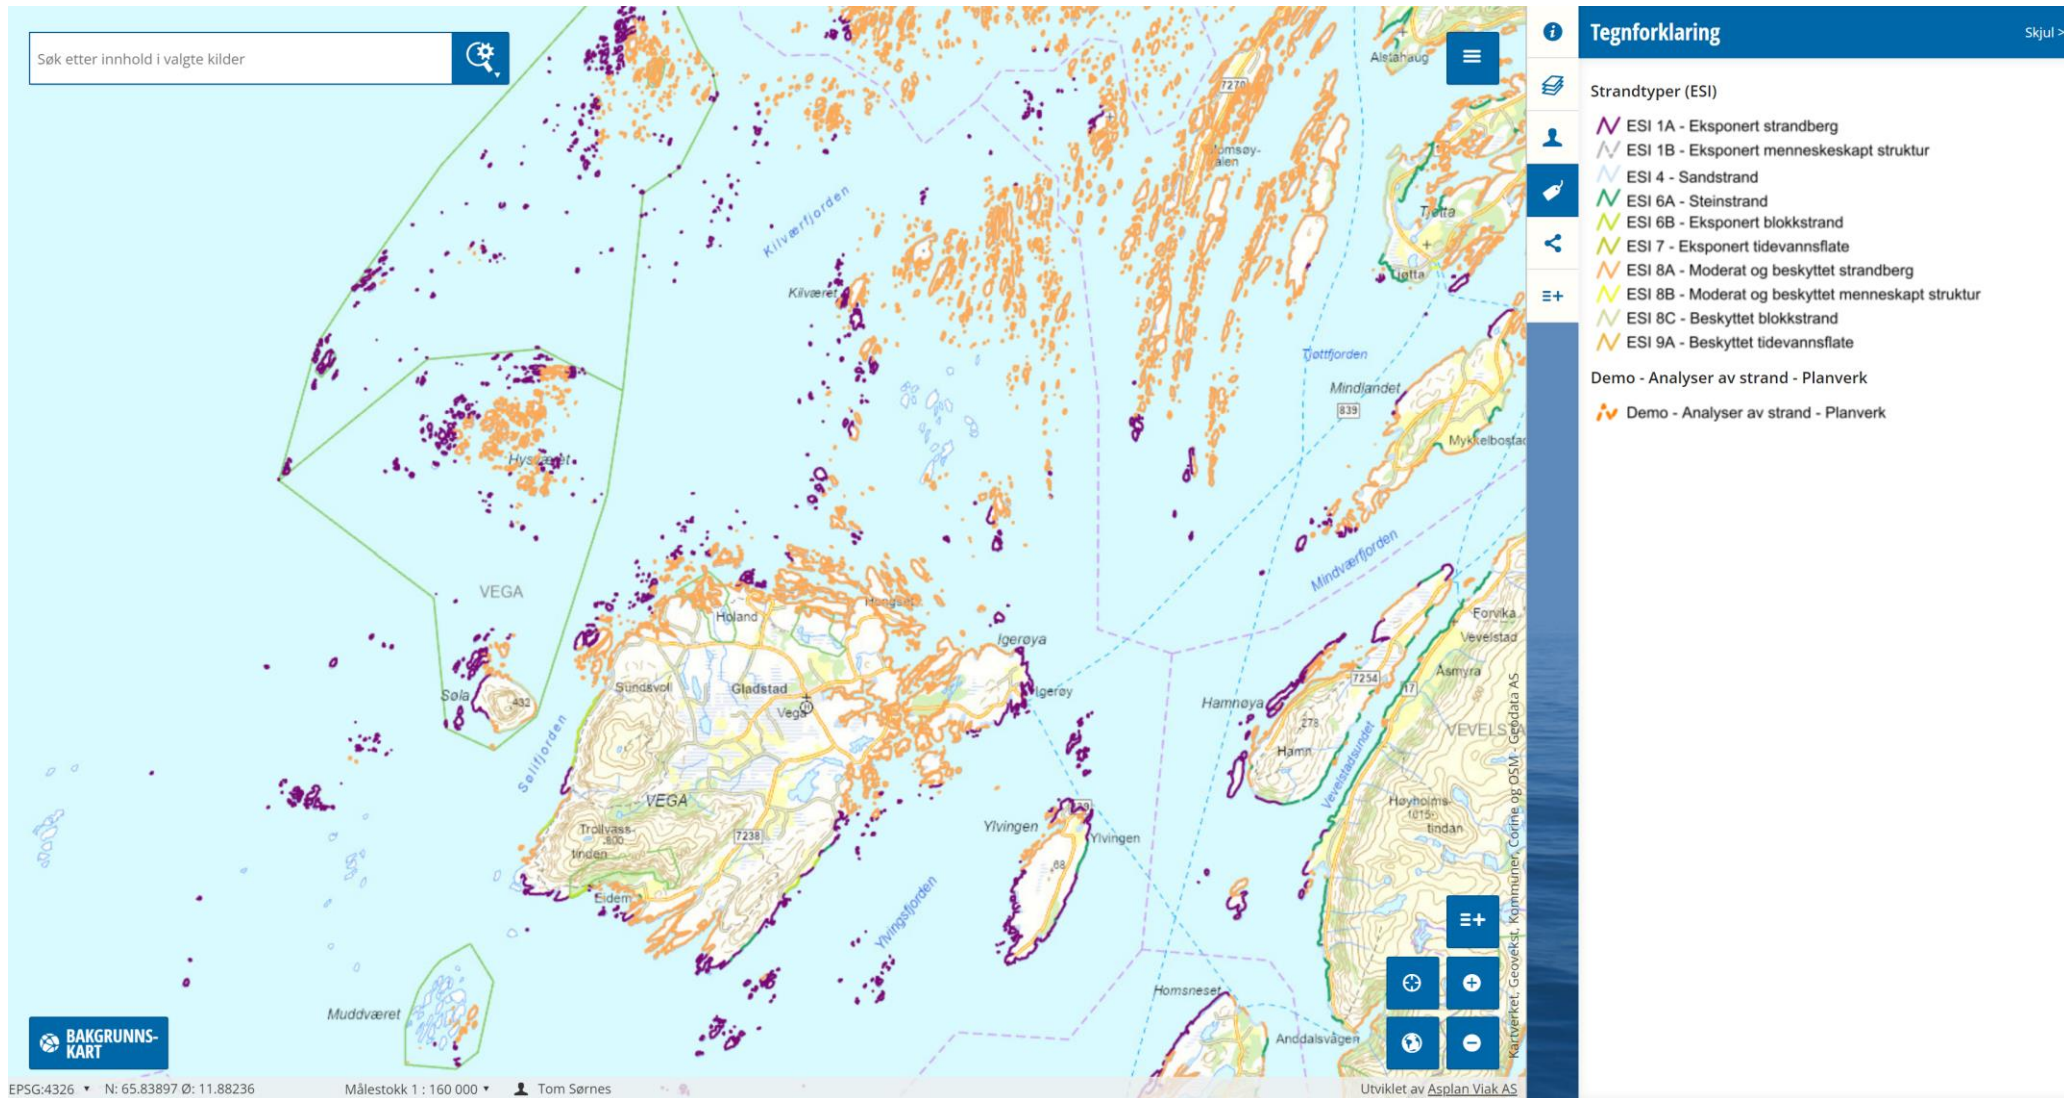 Søk etter innhold i valgte kilder
Tegnforklaring
Skjul >
Strandtyper (ESI)
ESI 1A - Eksponert strandberg
ESI 1B - Eksponert menneskeskapt struktur
ESI 4 - Sandstrand
ESI 6A - Steinstrand
ESI 6B - Eksponert blokkstrand
ESI 7 - Eksponert tidevannsflate
ESI 8A - Moderat og beskyttet strandberg
ESI 8B - Moderat og beskyttet menneskapt struktur
ESI 8C - Beskyttet blokkstrand
ESI 9A - Beskyttet tidevannsflate
Demo - Analyser av strand - Planverk
Demo - Analyser av strand - Planverk
Alstahaug
7270
Kilværfjorden
Tjøtta
Tjøtta
Kilværet
Tjøttfjorden
Mindlandet
839
Hysværet
Mindværfjorden
VEGA
Holand
Forvika
Vevelstad
Igerøya
Åsmyra
Søla
432
Sundsvoll
Gladstad
Igerøy
7254
17
Vega
Hamnøya
278
Hamn
Sølifjorden
Vevelstadsundet
VEGA
Høyholms-
tindan
1015
Trollvass-
tinden
800
7238
Ylvingen
Ylvingen
68
Eidem
Ylvingsfjorden
Homsneset
Muddværet
Anddalsvågen
BAKGRUNNS-
KART
Kartverket, Geovekst, Kommuner, Corine og OSM - Geodata AS
EPSG:4326 N: 65.83897 Ø: 11.88236 Målestokk 1 : 160 000 Tom Sørnes Utviklet av Asplan Viak AS